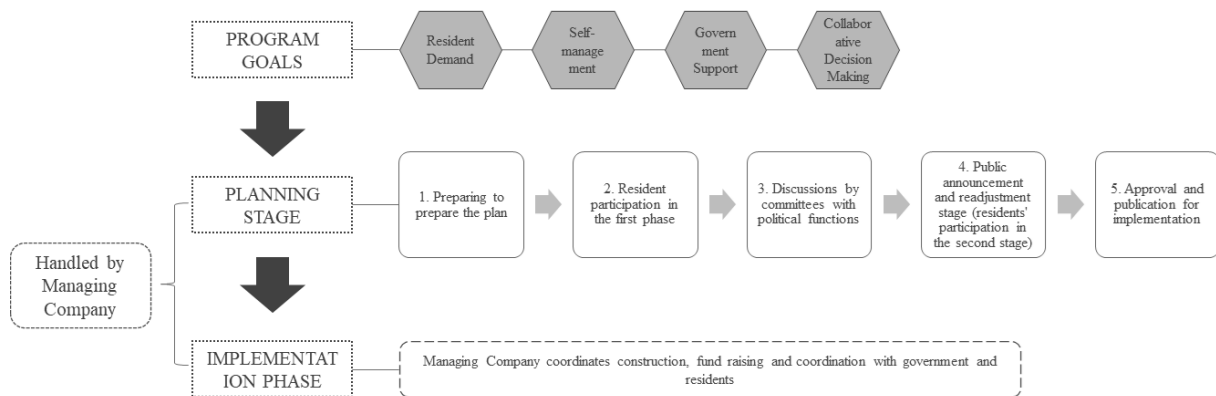 PROGRAM
GOALS
Resident
Demand
Self-
manage
ment
Govern
ment
Support
Collabor
ative
Decision
Making
PLANNING
STAGE
1. Preparing to
prepare the plan
2. Resident
participation in
the first phase
3. Discussions by
committees with
political functions
4. Public
announcement
and readjustment
stage (residents'
participation in
the second stage)
5. Approval and
publication for
implementation
Handled by
Managing
Company
IMPLEMENTAT
ION PHASE
Managing Company coordinates construction, fund raising and coordination with government and
residents